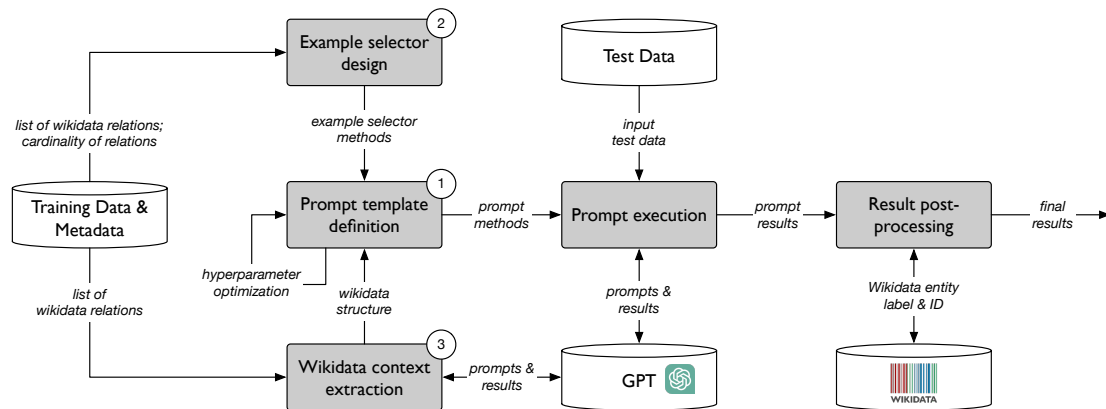 2
Example selector
design
Test Data
list of wikidata relations;
cardinality of relations
example selector
methods
input
test data
1
Training Data &
Metadata
Prompt template
definition
prompt
methods
Prompt execution
prompt
results
Result post-
processing
final
results
hyperparameter
optimization
list of
wikidata relations
wikidata
structure
prompts &
results
Wikidata entity
label & ID
3
Wikidata context
extraction
prompts &
results
GPT
WIKIDATA